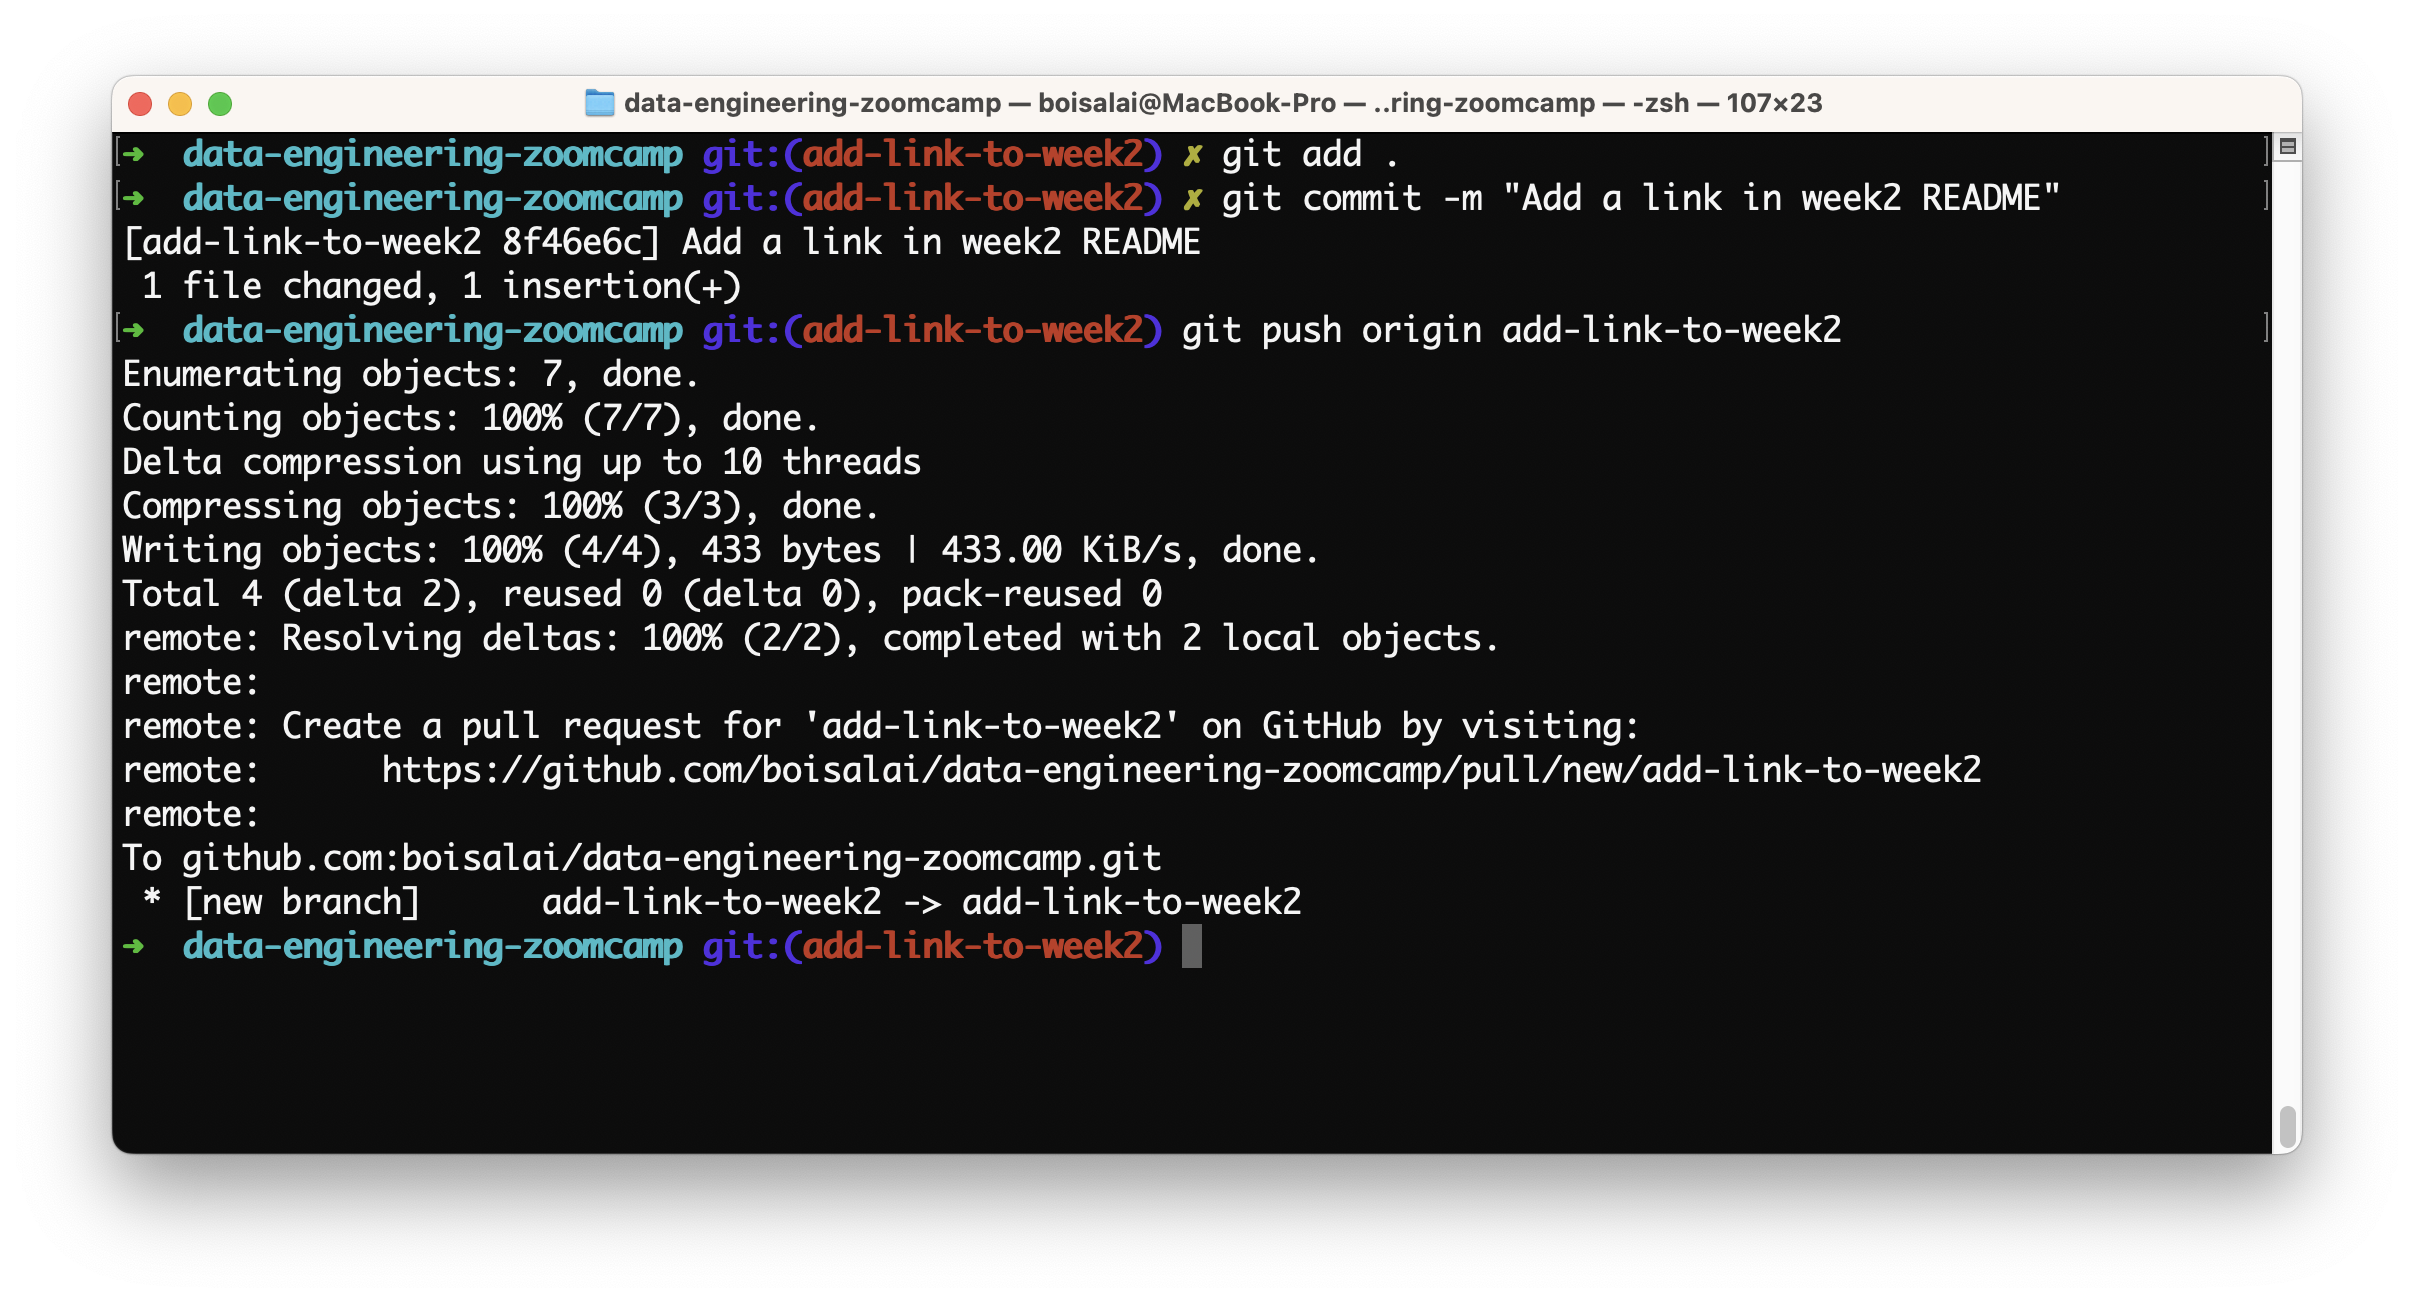 data-engineering-zoomcamp — boisalai@MacBook-Pro — ..ring-zoomcamp — -zsh — 107×23
[➜  data-engineering-zoomcamp git:(add-link-to-week2) ✗ git add .]
[➜  data-engineering-zoomcamp git:(add-link-to-week2) ✗ git commit -m "Add a link in week2 README"]
[add-link-to-week2 8f46e6c] Add a link in week2 README
 1 file changed, 1 insertion(+)
[➜  data-engineering-zoomcamp git:(add-link-to-week2) git push origin add-link-to-week2]
Enumerating objects: 7, done.
Counting objects: 100% (7/7), done.
Delta compression using up to 10 threads
Compressing objects: 100% (3/3), done.
Writing objects: 100% (4/4), 433 bytes | 433.00 KiB/s, done.
Total 4 (delta 2), reused 0 (delta 0), pack-reused 0
remote: Resolving deltas: 100% (2/2), completed with 2 local objects.
remote:
remote: Create a pull request for 'add-link-to-week2' on GitHub by visiting:
remote:      https://github.com/boisalai/data-engineering-zoomcamp/pull/new/add-link-to-week2
remote:
To github.com:boisalai/data-engineering-zoomcamp.git
 * [new branch]      add-link-to-week2 -> add-link-to-week2
➜  data-engineering-zoomcamp git:(add-link-to-week2)